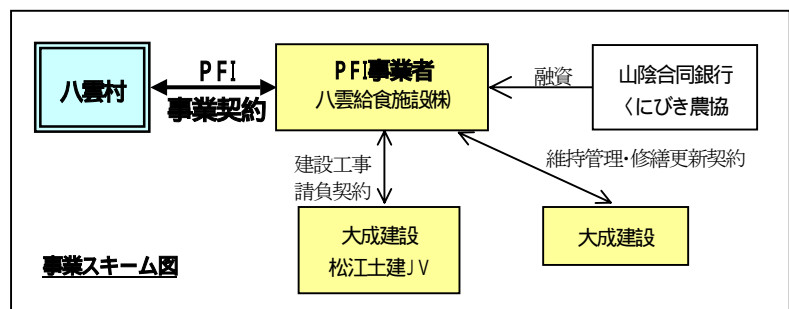 八雲村
PFI
事業契約
PFI事業者
八雲給食施設㈱
融資
山陰合同銀行
くにびき農協
建設工事
請負契約
維持管理・修繕更新契約
大成建設
松江土建JV
大成建設
事業スキーム図